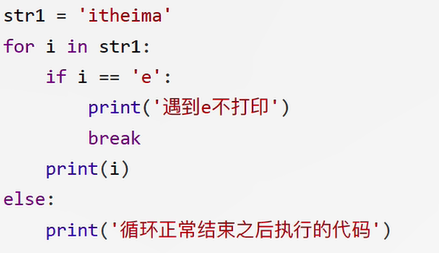 str1 = 'itheima'
for i in str1:
    if i == 'e':
        print('遇到e不打印')
        break
    print(i)
else:
    print('循环正常结束之后执行的代码')